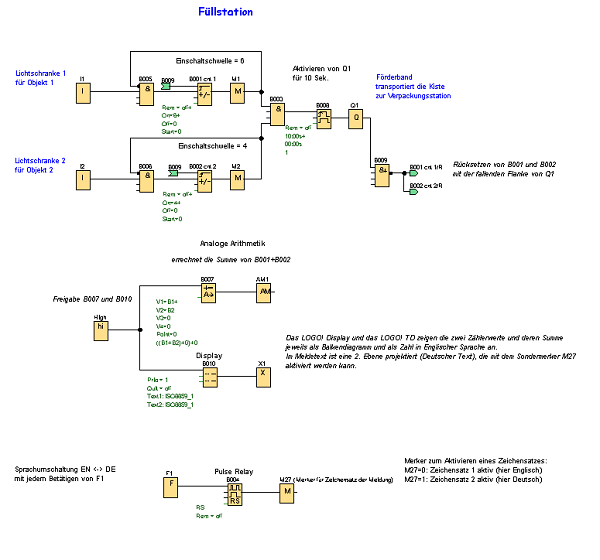 Füllstation
Einschaltschwelle = 6
Aktivieren von Q1
für 10 Sek.
Lichtschranke 1
für Objekt 1
I1
I
B005
&
B009
B001 cnt 1
+/-
M1
M
Förderband
transportiert die Kiste
zur Verpackungsstation
Rem = off
On=6+
Off=0
Start=0
B003
&
B008
Q1
Q
Rem = off
10:00s+
00:00s
1
Einschaltschwelle = 4
Lichtschranke 2
für Objekt 2
I2
I
B006
&
B009
B002 cnt 2
+/-
M2
M
B009
&↓
B001 cnt 1/R
B002 cnt 2/R
Rücksetzen von B001 und B002
mit der fallenden Flanke von Q1
Rem = off
On=4+
Off=0
Start=0
Analoge Arithmetik
errechnet die Summe von B001+B002
B007
A→
AM1
AM
Freigabe B007 und B010
High
hi
V1=B1+
V2=B2
V3=0
V4=0
Point=0
((B1+B2)+0)+0
Das LOGO! Display und das LOGO! TD zeigen die zwei Zählerwerte und deren Summe
jeweils als Balkendiagramm und als Zahl in Englischer Sprache an.
Im Meldetext ist eine 2. Ebene projektiert (Deutscher Text), die mit dem Sondermerker M27
aktiviert werden kann.
Display
B010
X1
X
Prio = 1
Quit = off
Text1: ISO8859_1
Text2: ISO8859_1
Sprachumschaltung EN <-> DE
mit jedem Betätigen von F1
F1
F
Pulse Relay
B004
RS
M27 (Merker für Zeichensatz der Meldung)
M
RS
Rem = off
Merker zum Aktivieren eines Zeichensatzes:
M27=0: Zeichensatz 1 aktiv (hier Englisch)
M27=1: Zeichensatz 2 aktiv (hier Deutsch)